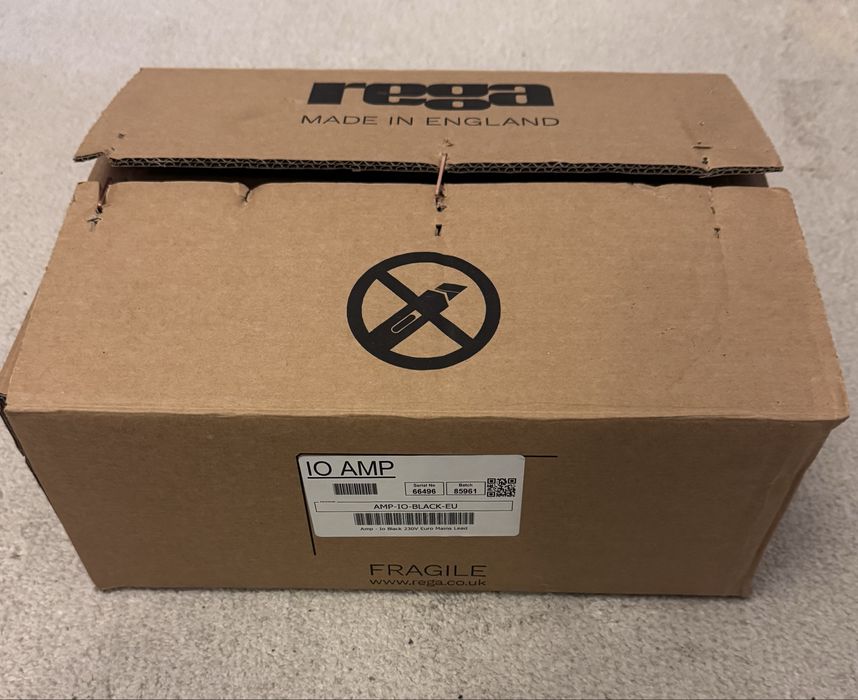 rega
MADE IN ENGLAND
IO AMP
Serial No
66496
Batch
85961
AMP-IO-BLACK-EU
Amp - Io Black 230V Euro Mains Lead
FRAGILE
www.rega.co.uk